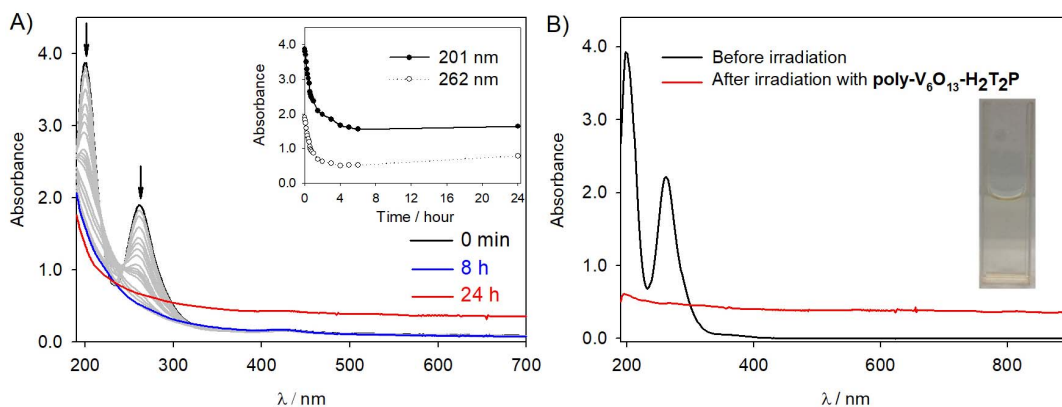 A)
4.0
3.0
2.0
1.0
0.0
Absorbance
200 300 400 500 600 700
λ / nm
4.0
3.0
2.0
1.0
0.0
Absorbance
0 4 8 12 16 20 24
Time / hour
201 nm
262 nm
0 min
8 h
24 h
B)
4.0
3.0
2.0
1.0
0.0
Absorbance
200 400 600 800
λ / nm
Before irradiation
After irradiation with poly-V₆O₁₃-H₂T₂P